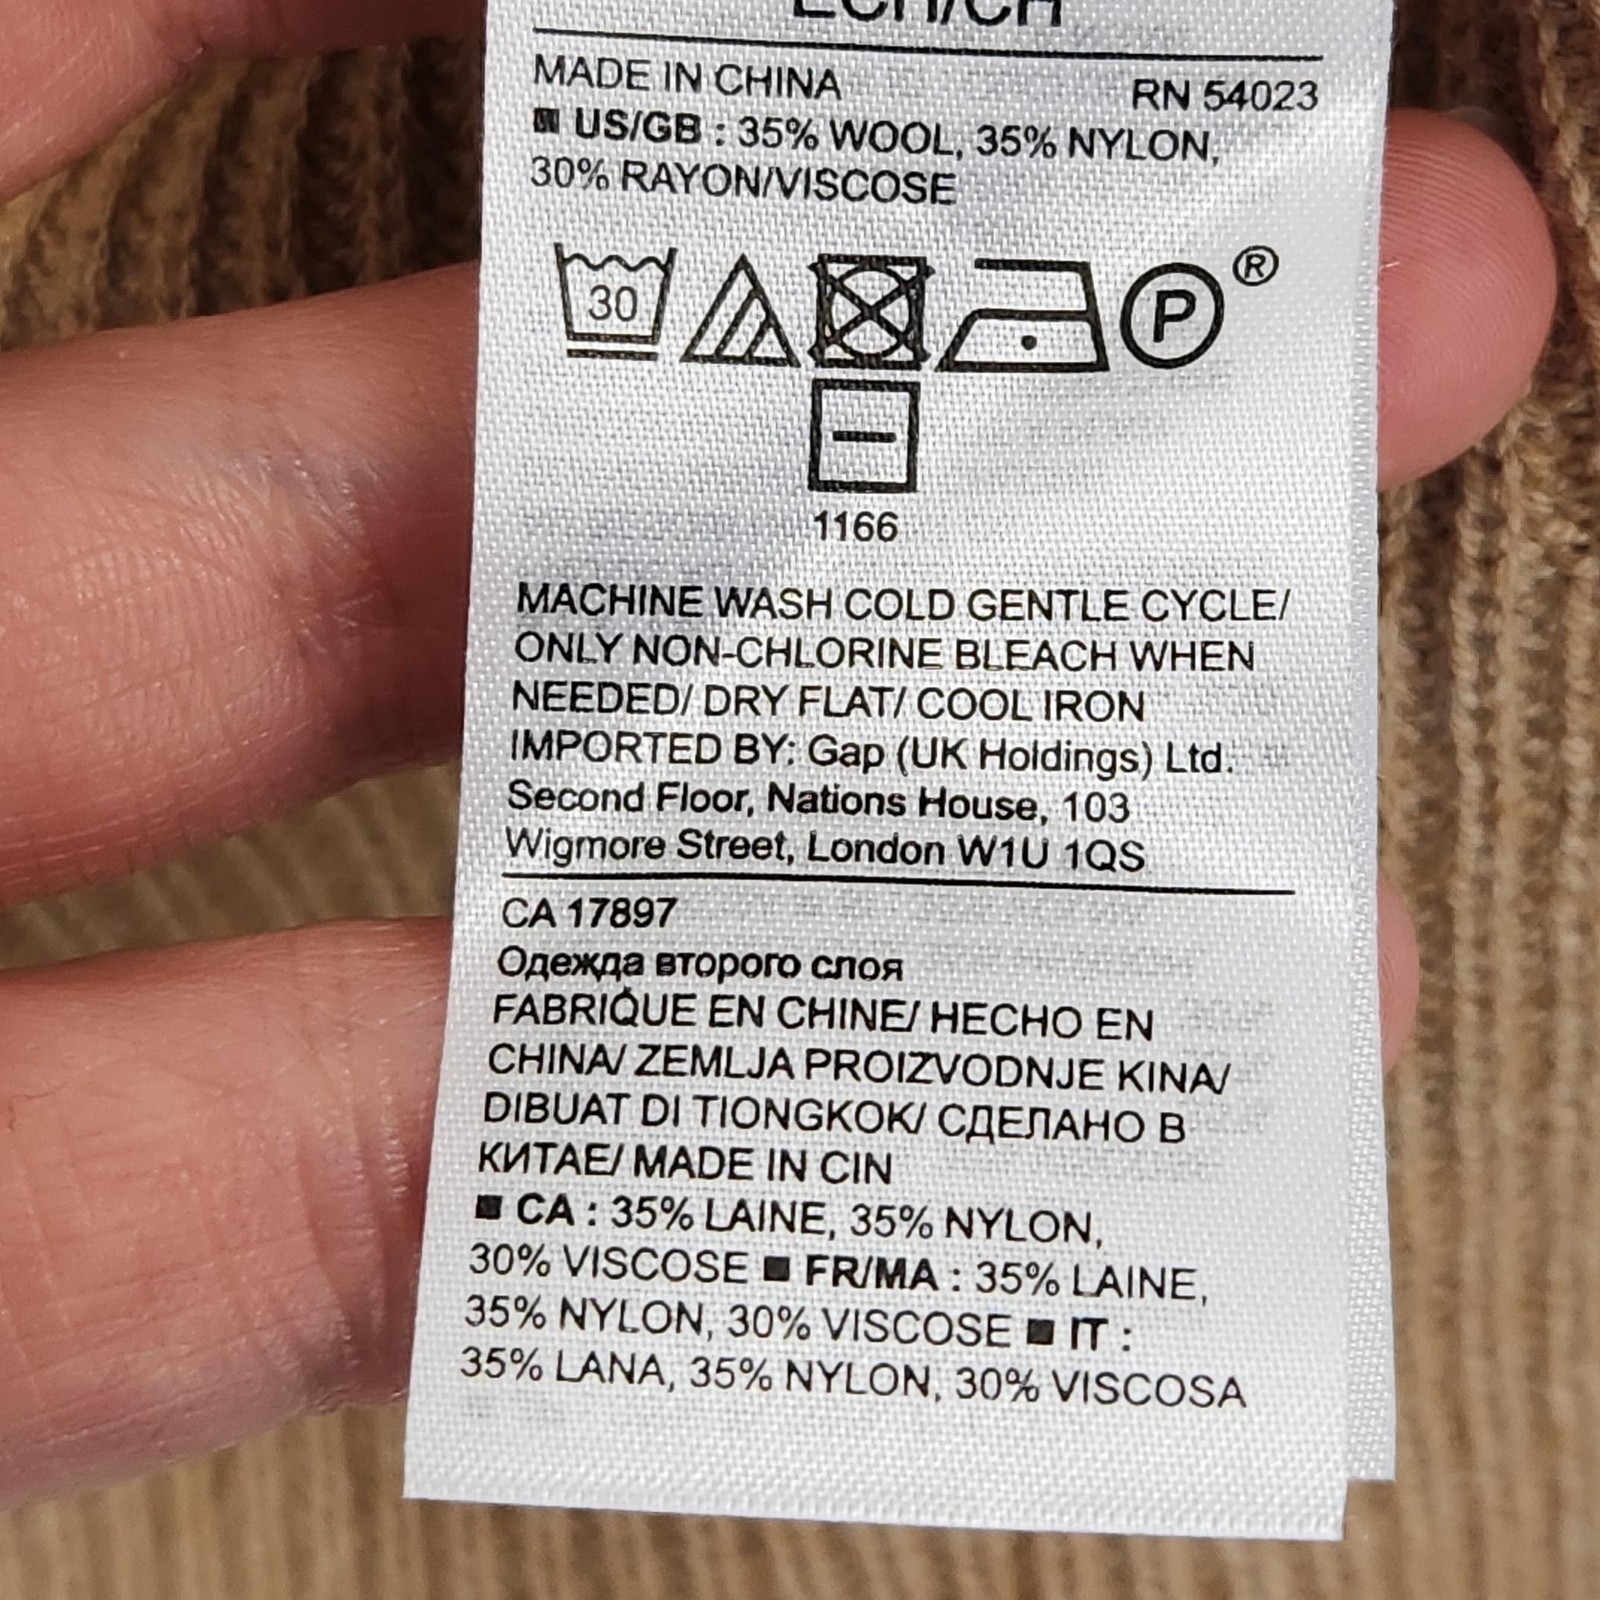 MADE IN CHINA RN 54023
■ US/GB : 35% WOOL, 35% NYLON,
30% RAYON/VISCOSE
30 P ®
1166
MACHINE WASH COLD GENTLE CYCLE/
ONLY NON-CHLORINE BLEACH WHEN
NEEDED/ DRY FLAT/ COOL IRON
IMPORTED BY: Gap (UK Holdings) Ltd.
Second Floor, Nations House, 103
Wigmore Street, London W1U 1QS
CA 17897
Одежда второго слоя
FABRIQUE EN CHINE/ HECHO EN
CHINA/ ZEMLJA PROIZVODNJE KINA/
DIBUAT DI TIONGKOK/ СДЕЛАНО В
КИТАЕ/ MADE IN CIN
■ CA : 35% LAINE, 35% NYLON,
30% VISCOSE ■ FR/MA : 35% LAINE,
35% NYLON, 30% VISCOSE ■ IT :
35% LANA, 35% NYLON, 30% VISCOSA